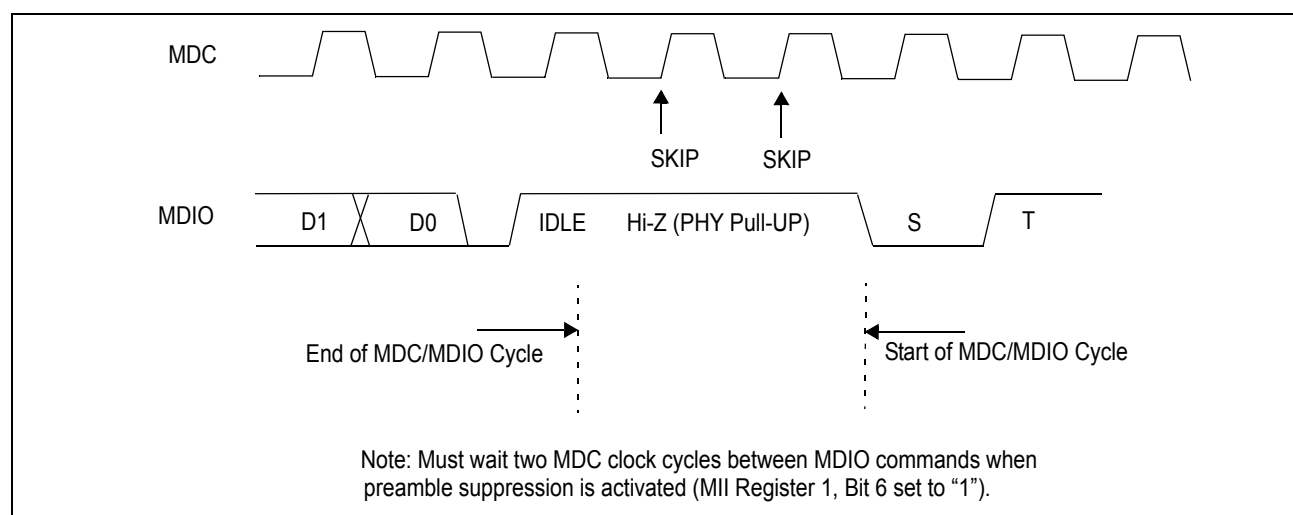 MDC
SKIP SKIP
MDIO D1 D0 IDLE Hi-Z (PHY Pull-UP) S T
End of MDC/MDIO Cycle Start of MDC/MDIO Cycle
Note: Must wait two MDC clock cycles between MDIO commands when
preamble suppression is activated (MII Register 1, Bit 6 set to “1”).